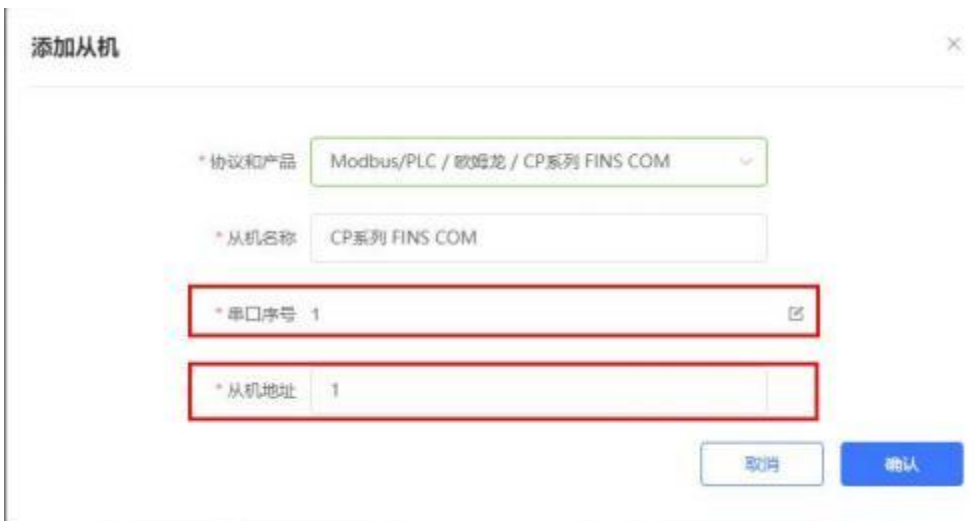 添加从机
* 协议和产品 Modbus/PLC / 欧姆龙 / CP系列 FINS COM
* 从机名称 CP系列 FINS COM
* 串口序号 1
* 从机地址 1
取消 确认